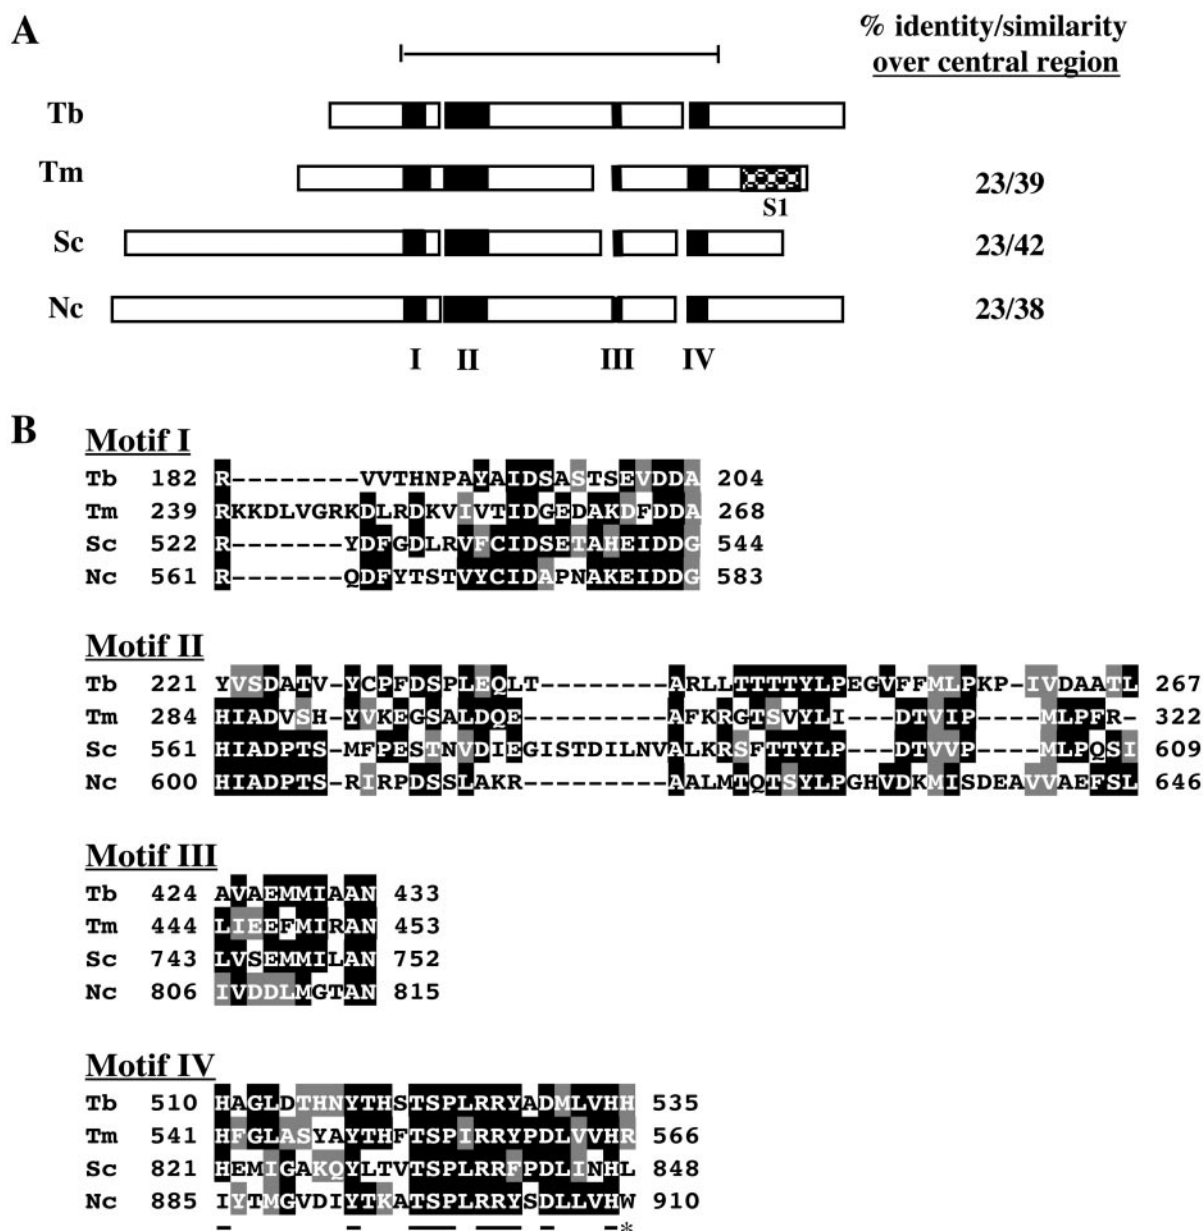 A
% identity/similarity
over central region
Tb
Tm
23/39
S1
Sc
23/42
Nc
23/38
I II III IV
B
Motif I
Tb 182 R--------VVTHNPAYAIDSASTSEVDDA 204
Tm 239 RKKDLVGRKDLRDKVIVTIDGEDAKDFDDA 268
Sc 522 R-------YDFGDLRVFCIDSETAHEIDDG 544
Nc 561 R-------QDFYTSTVYCIDAPNAKEIDDG 583
Motif II
Tb 221 YVSDATV-YCPFDSPLEQLT--------ARLLTTTTYLPEGVFFMLPKP-IVDAATL 267
Tm 284 HIADVSH-YVKEGSALDQE---------AFKRGTSVYLI---DTVIP----MLPFR- 322
Sc 561 HIADPTS-MFPESTNVDIEGISTDILNVALKRSFTTYLP---DTVVP----MLPQSI 609
Nc 600 HIADPTS-RIRPDSSLAKR---------AALMTQTSYLPGHVDKMISDEAVVAEFSL 646
Motif III
Tb 424 AVAEMMIAAN 433
Tm 444 LIEEFMIRAN 453
Sc 743 LVSEMMILAN 752
Nc 806 IVDDLMGTAN 815
Motif IV
Tb 510 HAGLDTHNYTHSTSPLRRYADMLVHH 535
Tm 541 HFGLASYAYTHFTSPIRRYPDLVVHR 566
Sc 821 HEMIGAKQYLTVTSPLRRFPDLINHL 848
Nc 885 IYTMGVDIYTKATSPLRRYSDLLVHW 910
*